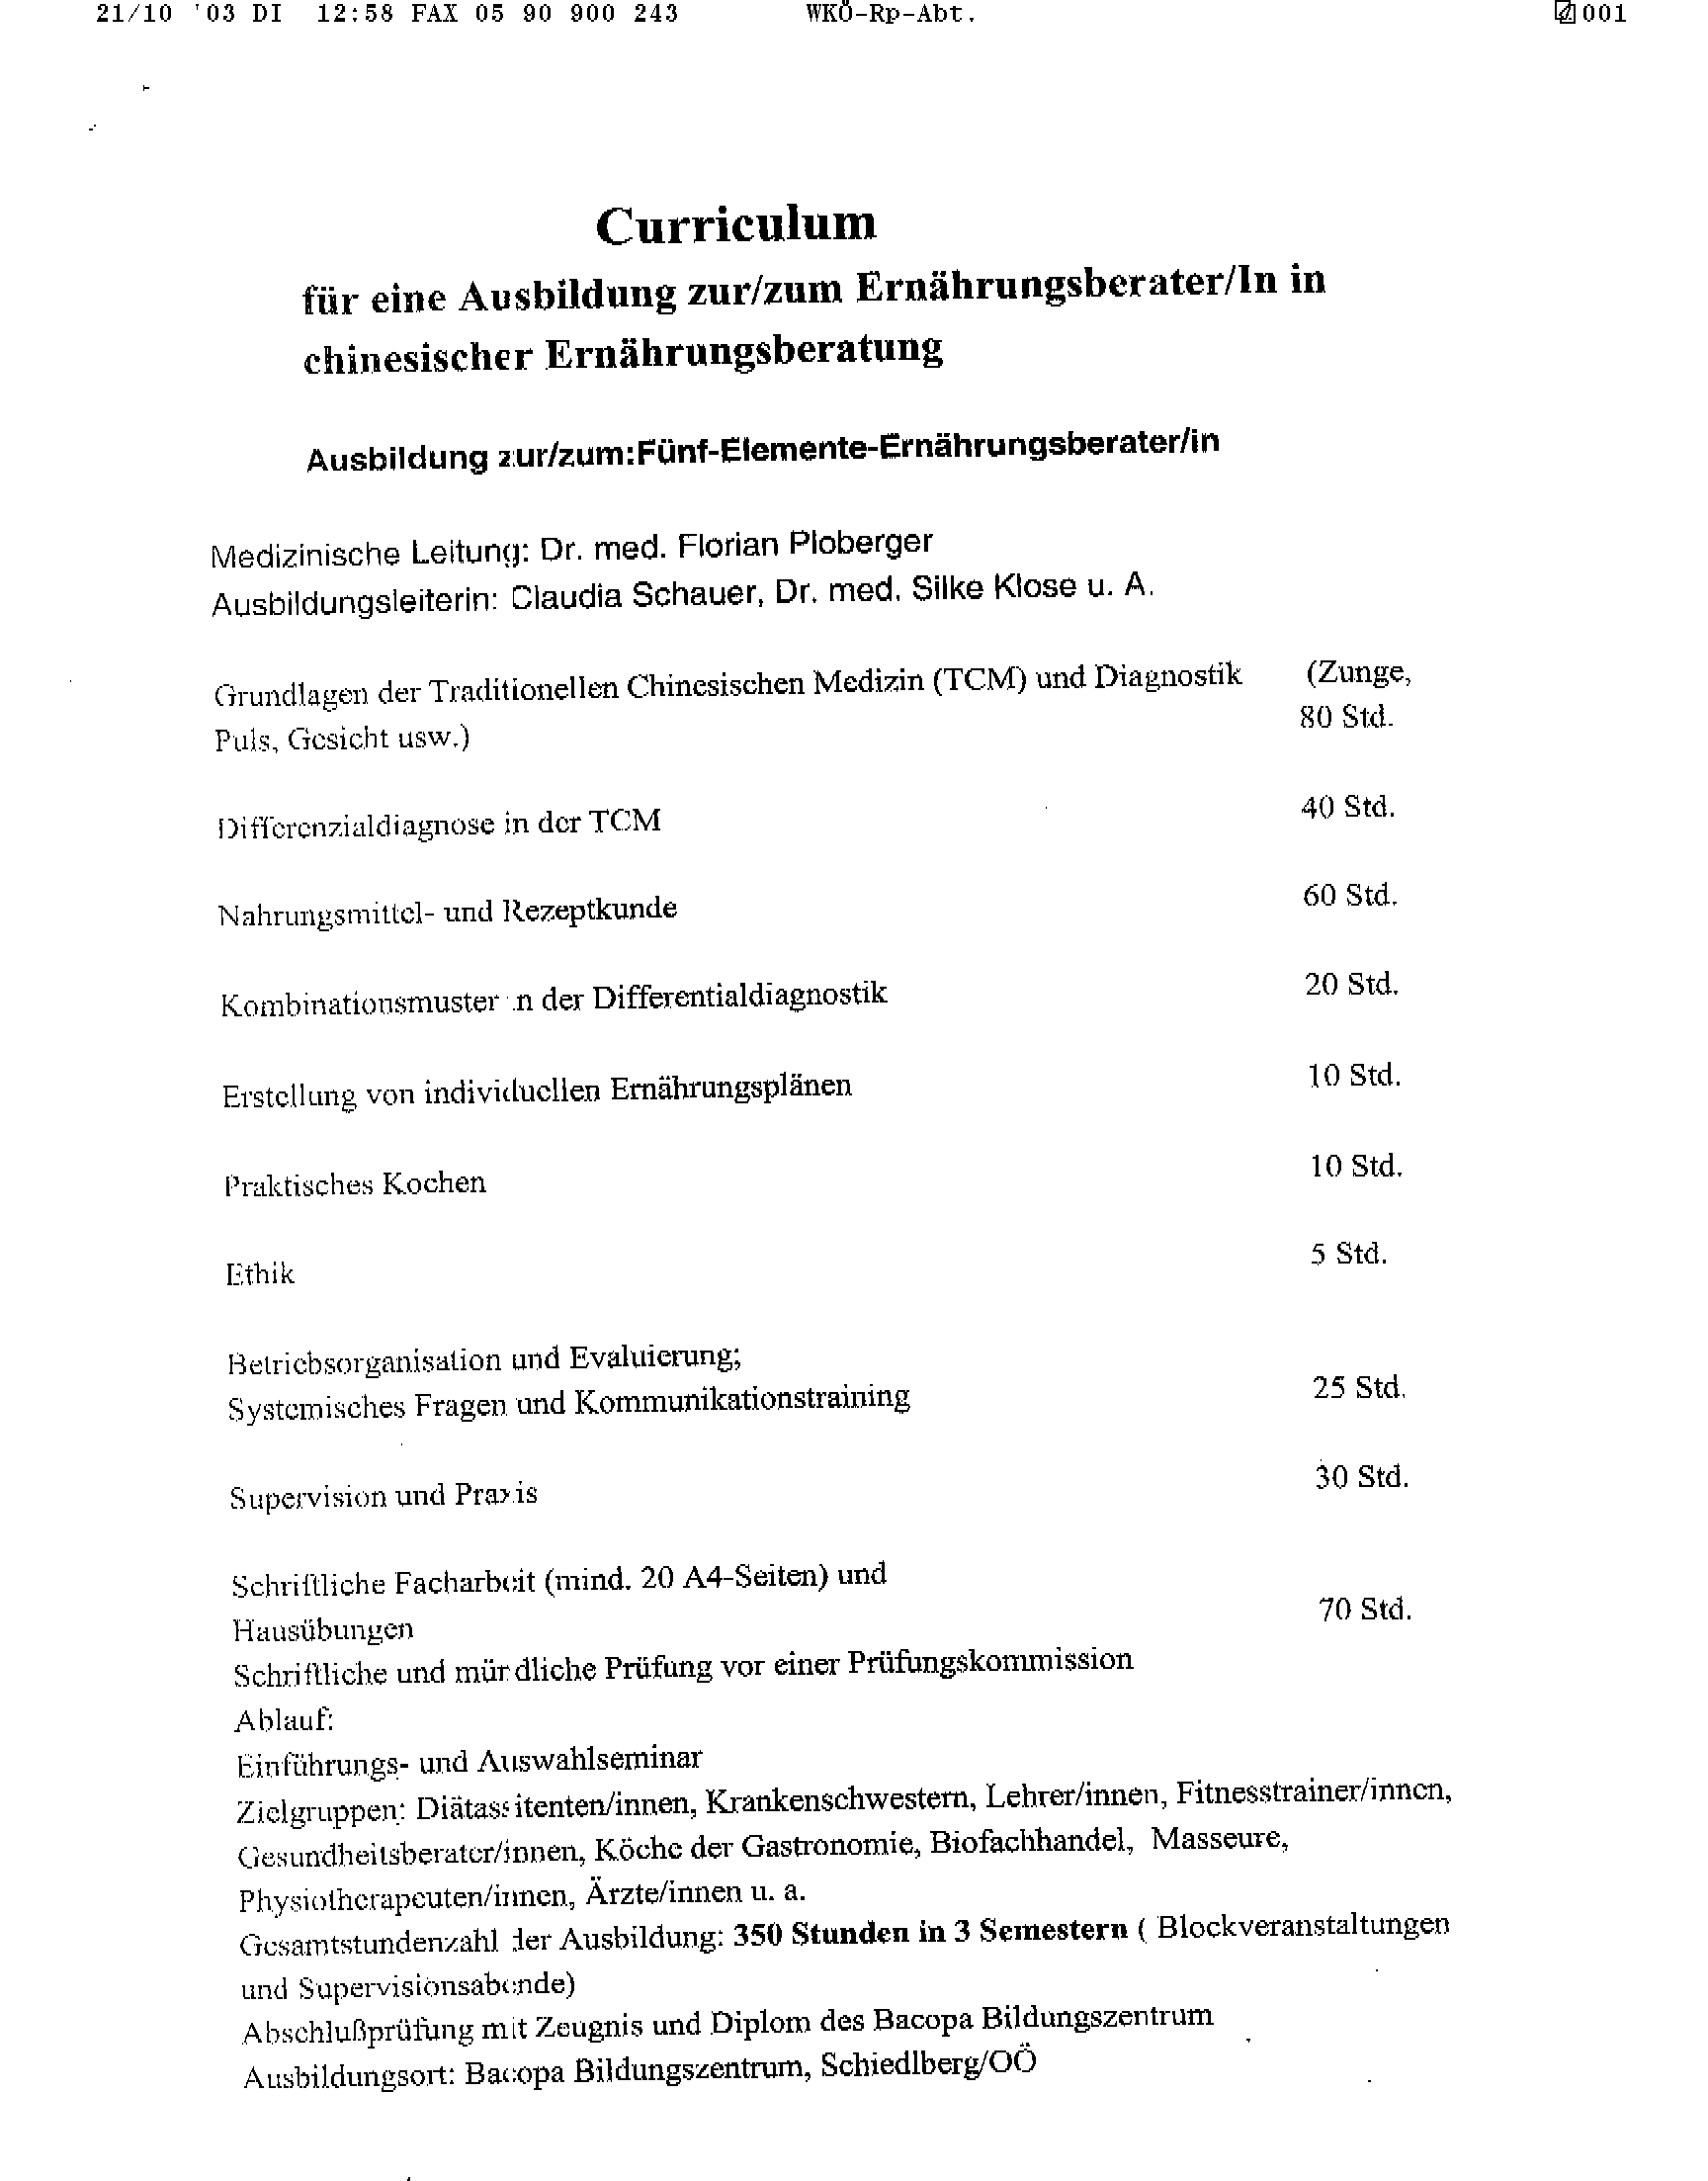 21/10 '03 DI 12:58 FAX 05 90 900 243 WKÖ-Rp-Abt. 001
Curriculum
für eine Ausbildung zur/zum Ernährungsberater/In in
chinesischer Ernährungsberatung
Ausbildung zur/zum:Fünf-Elemente-Ernährungsberater/in
Medizinische Leitung: Dr. med. Florian Ploberger
Ausbildungsleiterin: Claudia Schauer, Dr. med. Silke Klose u. A.
Grundlagen der Traditionellen Chinesischen Medizin (TCM) und Diagnostik (Zunge,
Puls, Gesicht usw.) 80 Std.
Differenzialdiagnose in der TCM 40 Std.
Nahrungsmittel- und Rezeptkunde 60 Std.
Kombinationsmuster in der Differentialdiagnostik 20 Std.
Erstellung von individuellen Ernährungsplänen 10 Std.
Praktisches Kochen 10 Std.
Ethik 5 Std.
Betriebsorganisation und Evaluierung;
Systemisches Fragen und Kommunikationstraining 25 Std.
Supervision und Praxis 30 Std.
Schriftliche Facharbeit (mind. 20 A4-Seiten) und
Hausübungen 70 Std.
Schriftliche und mündliche Prüfung vor einer Prüfungskommission
Ablauf:
Einführungs- und Auswahlseminar
Zielgruppen: Diätassitenten/innen, Krankenschwestern, Lehrer/innen, Fitnesstrainer/innen,
Gesundheitsberater/innen, Köche der Gastronomie, Biofachhandel, Masseure,
Physiotherapeuten/innen, Ärzte/innen u. a.
Gesamtstundenzahl der Ausbildung: 350 Stunden in 3 Semestern ( Blockveranstaltungen
und Supervisionsabende)
Abschlußprüfung mit Zeugnis und Diplom des Bacopa Bildungszentrum
Ausbildungsort: Bacopa Bildungszentrum, Schiedlberg/OÖ